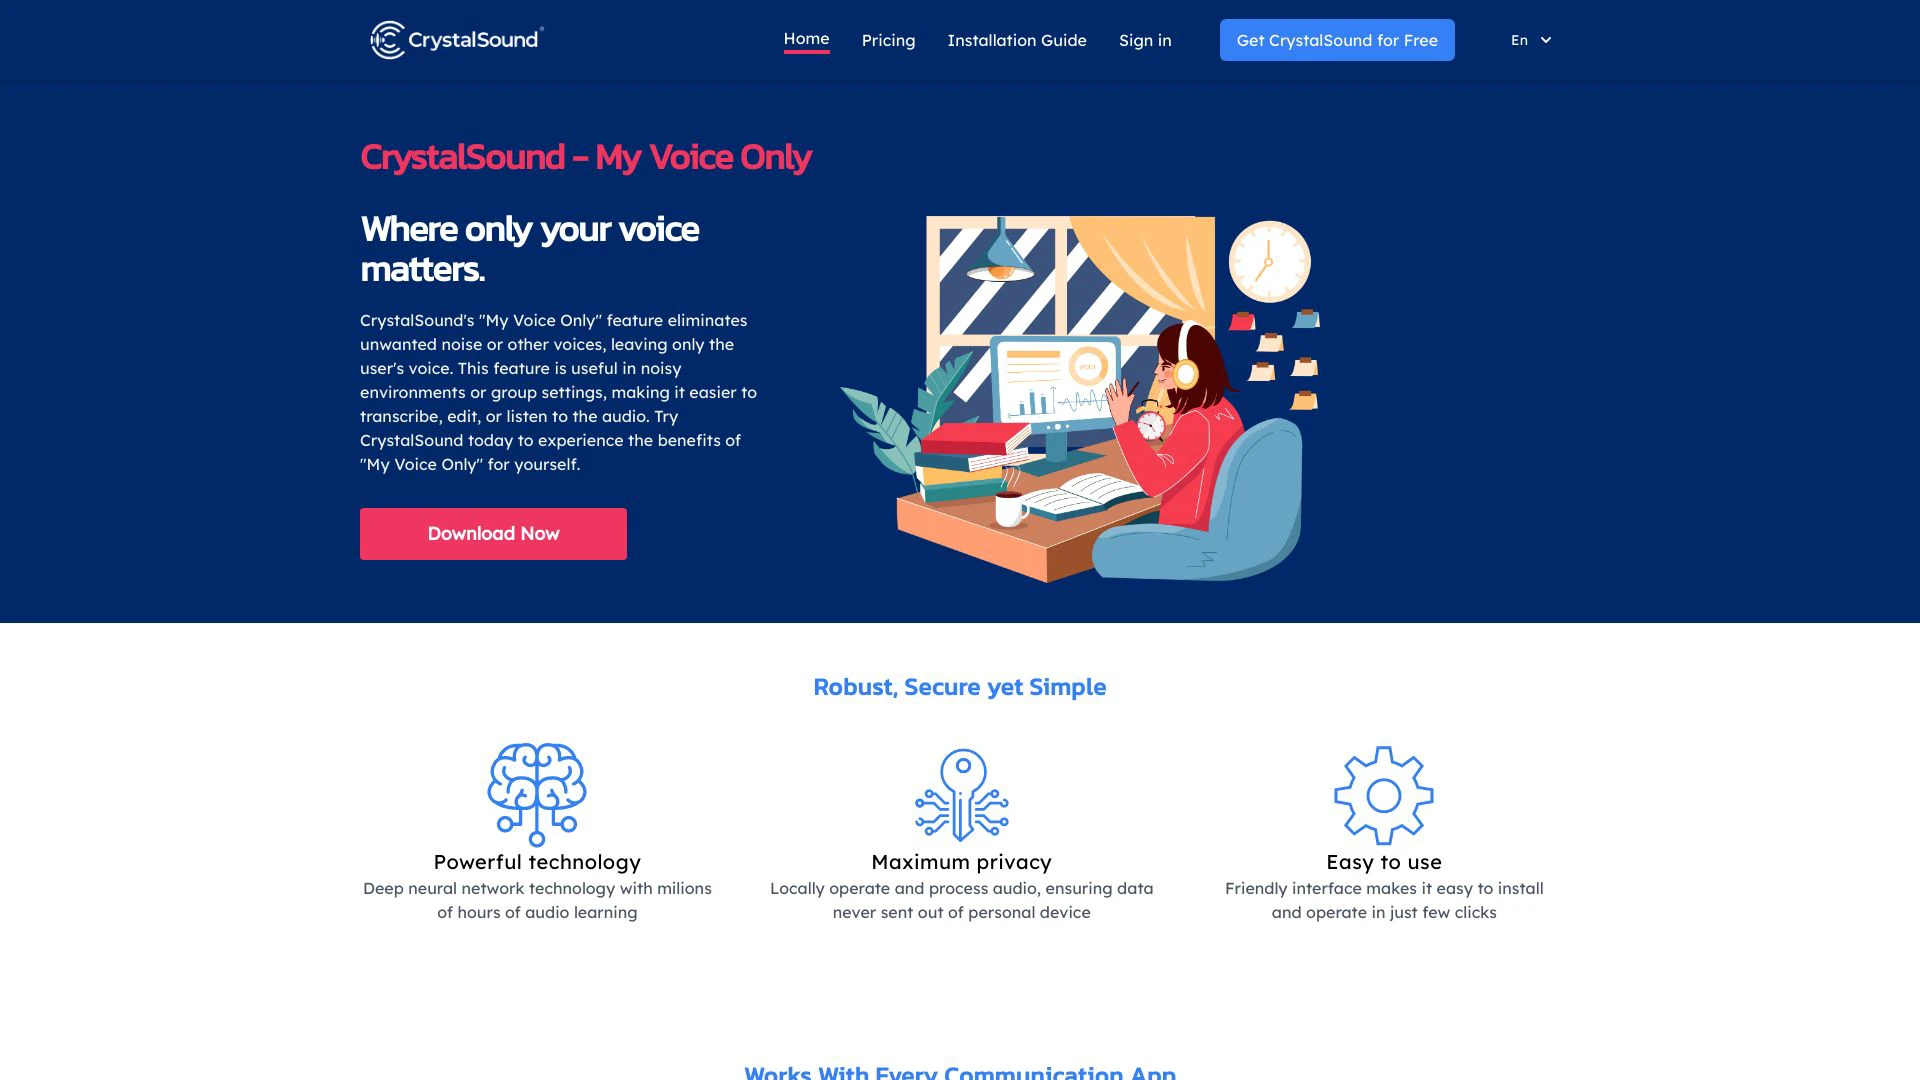 CrystalSound
Home
Pricing
Installation Guide
Sign in
Get CrystalSound for Free
En
CrystalSound - My Voice Only
Where only your voice
matters.
CrystalSound's "My Voice Only" feature eliminates
unwanted noise or other voices, leaving only the
user's voice. This feature is useful in noisy
environments or group settings, making it easier to
transcribe, edit, or listen to the audio. Try
CrystalSound today to experience the benefits of
"My Voice Only" for yourself.
Download Now
Robust, Secure yet Simple
Powerful technology
Deep neural network technology with milions
of hours of audio learning
Maximum privacy
Locally operate and process audio, ensuring data
never sent out of personal device
Easy to use
Friendly interface makes it easy to install
and operate in just few clicks
Works With Every Communication App